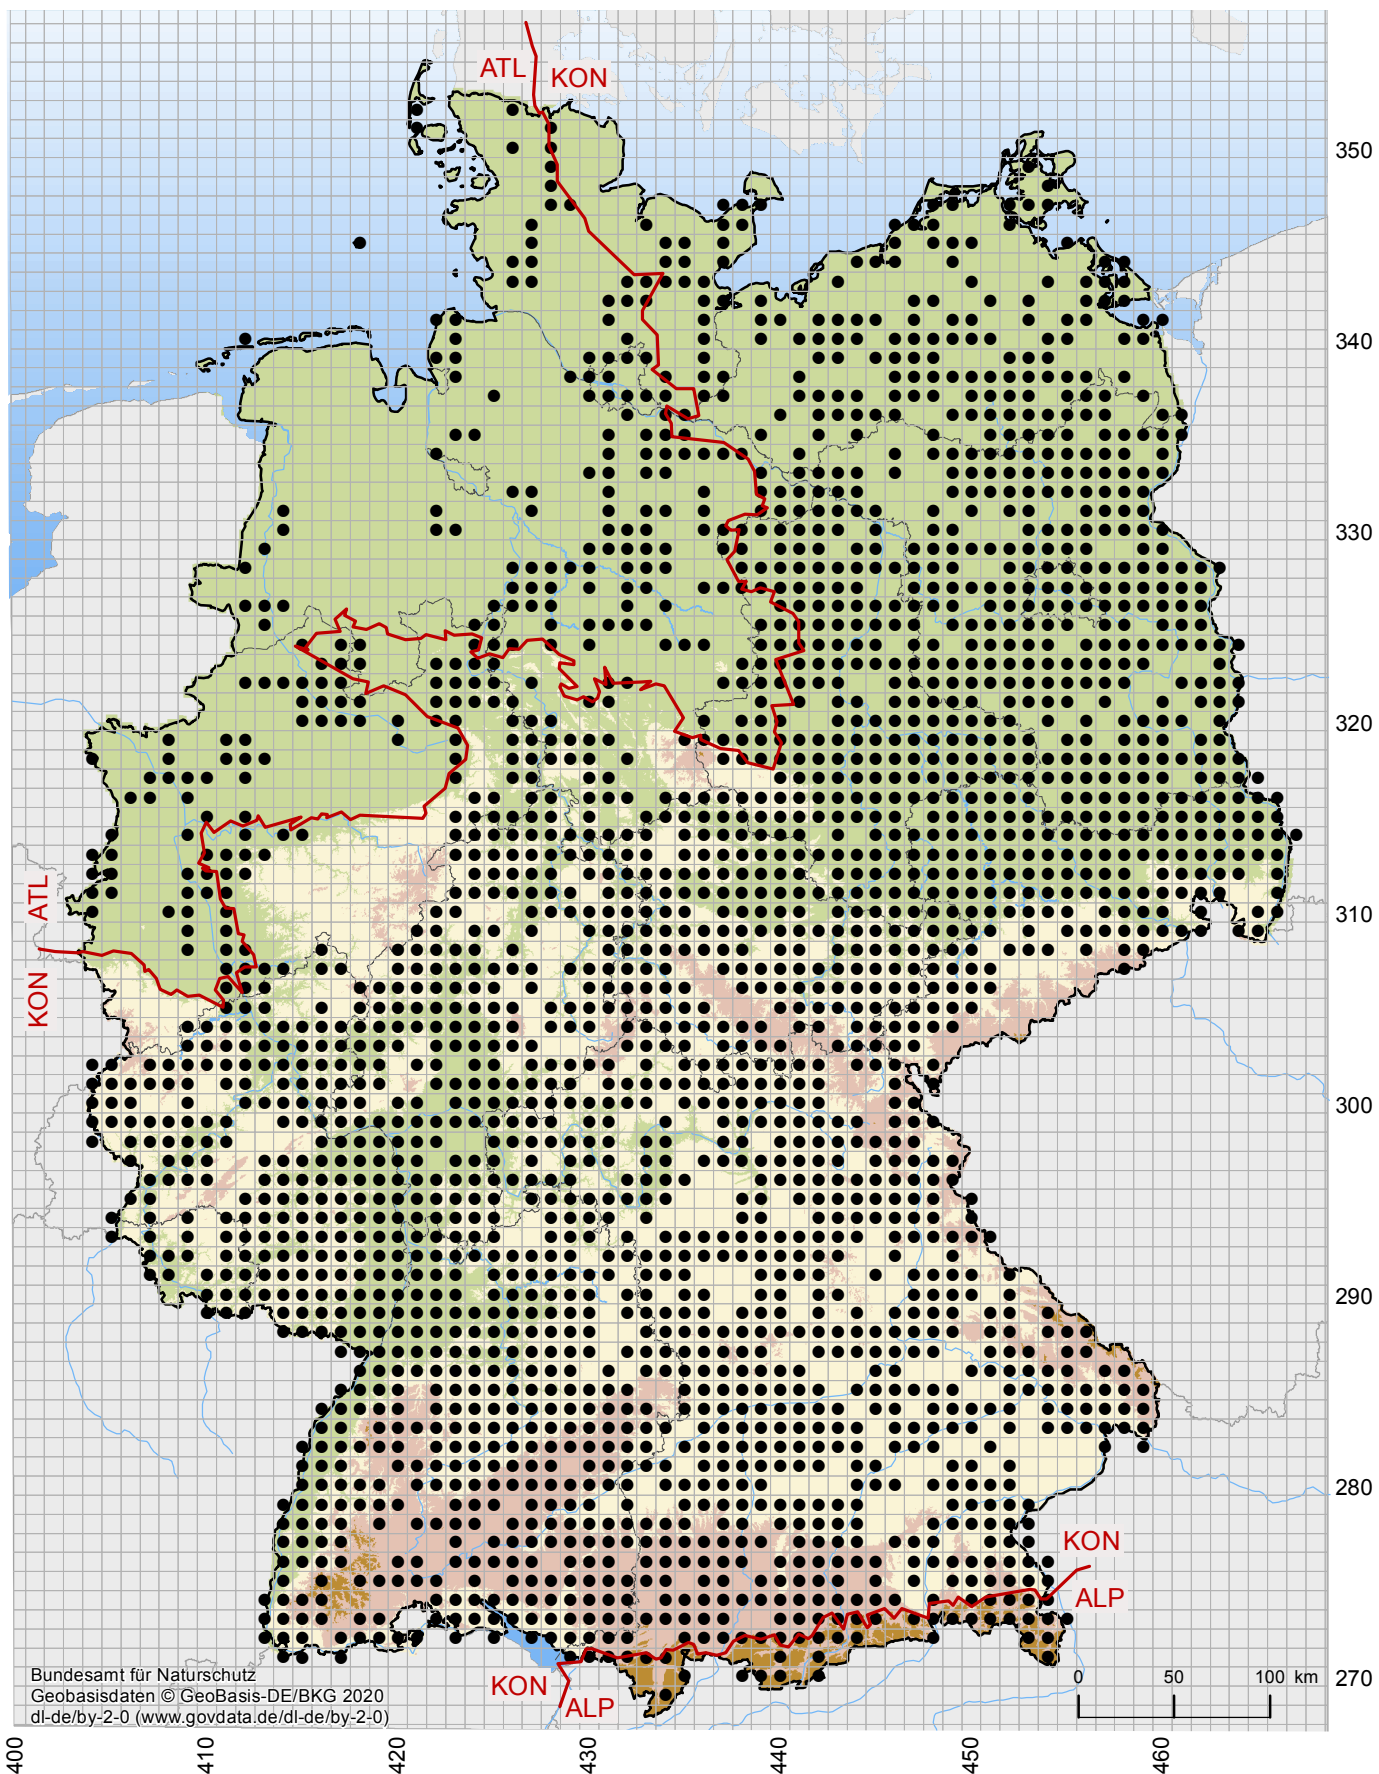 ATL
KON
350
340
330
320
ATL
310
KON
300
290
280
KON
ALP
KON
ALP
Bundesamt für Naturschutz
Geobasisdaten © GeoBasis-DE/BKG 2020
dl-de/by-2-0 (www.govdata.de/dl-de/by-2-0)
0 50 100 km
270
400 410 420 430 440 450 460